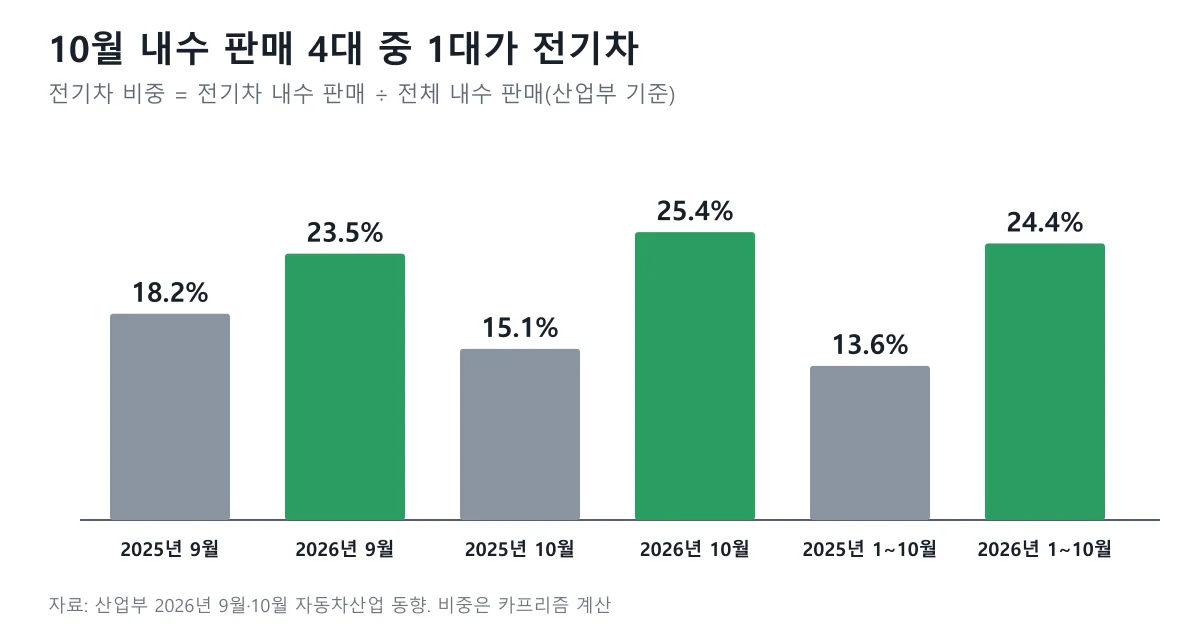 10월 내수 판매 4대 중 1대가 전기차
전기차 비중 = 전기차 내수 판매 ÷ 전체 내수 판매(산업부 기준)
18.2%
23.5%
15.1%
25.4%
13.6%
24.4%
2025년 9월
2026년 9월
2025년 10월
2026년 10월
2025년 1~10월
2026년 1~10월
자료: 산업부 2026년 9월·10월 자동차산업 동향. 비중은 카프리즘 계산